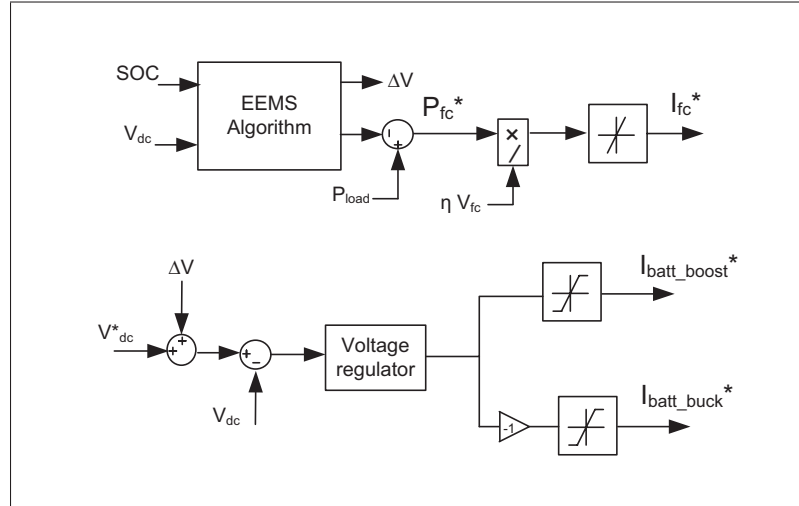 SOC
V_dc
EEMS
Algorithm
ΔV
P_load
P_fc*
η V_fc
I_fc*
ΔV
V*_dc
V_dc
Voltage
regulator
-1
I_batt_boost*
I_batt_buck*